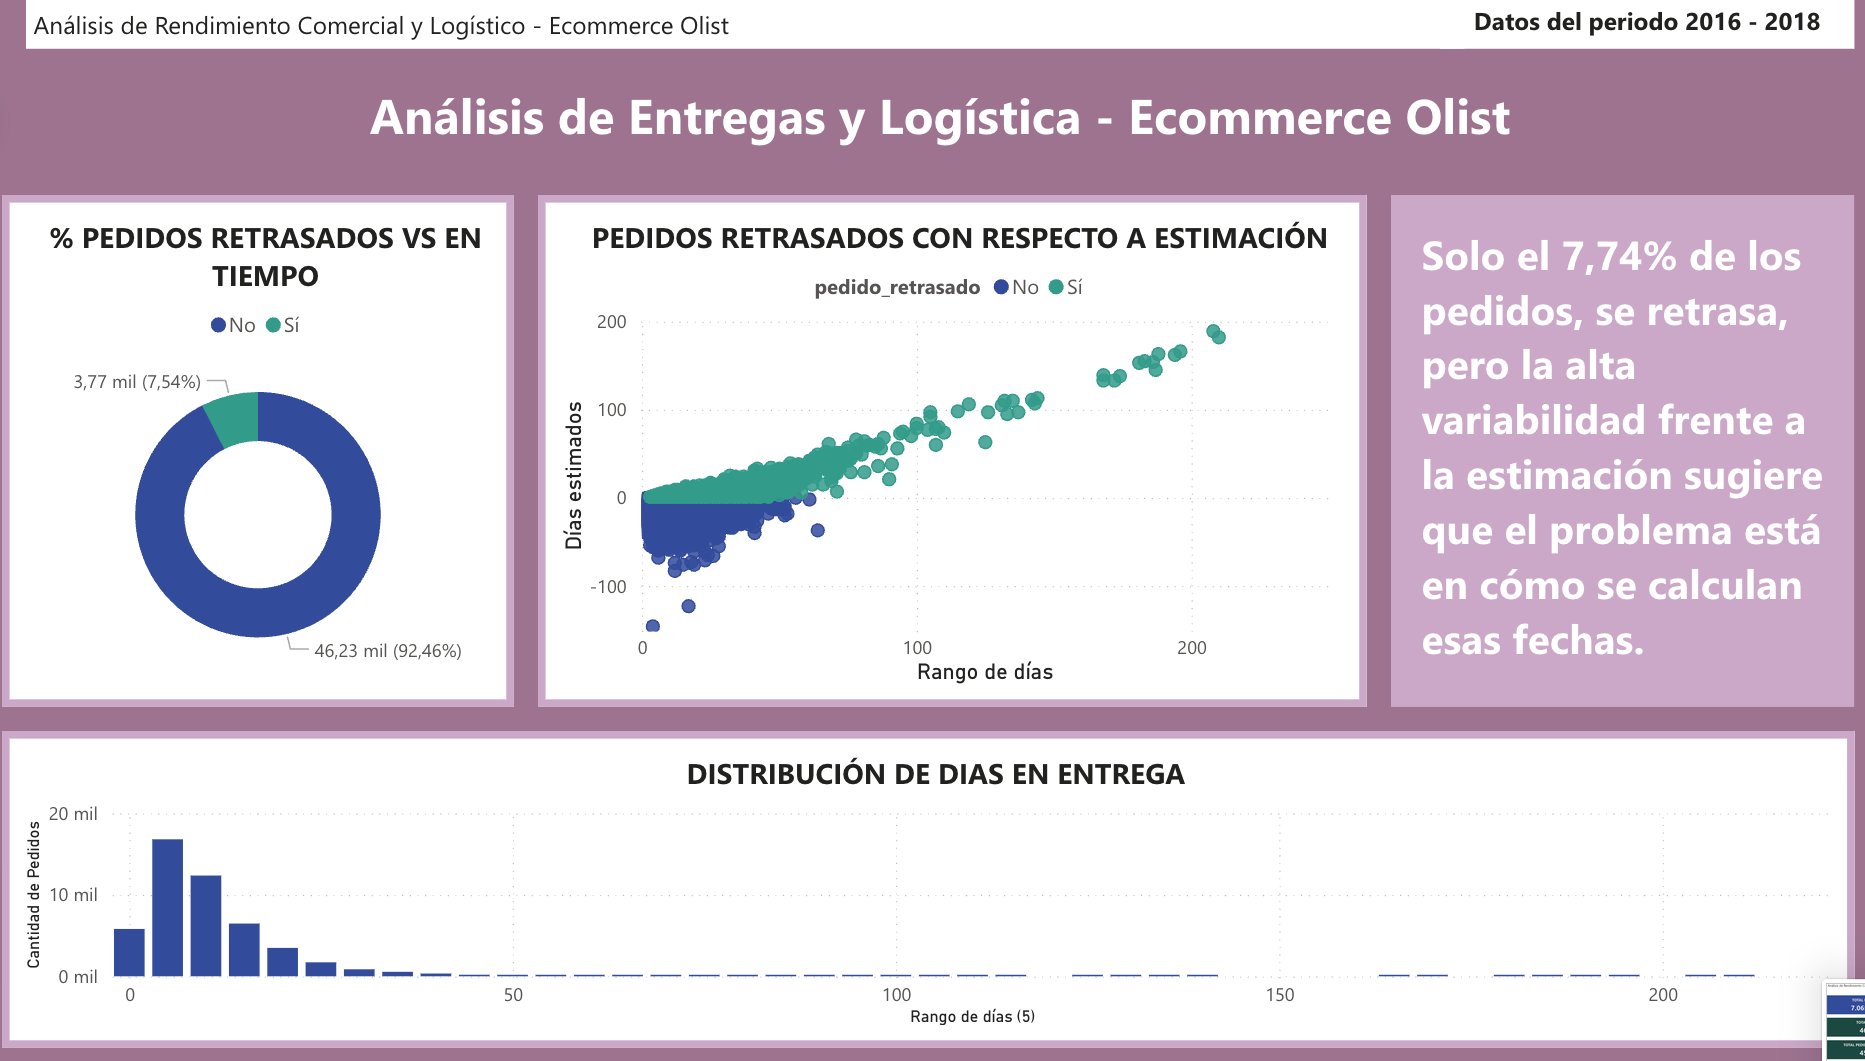 Análisis de Rendimiento Comercial y Logístico - Ecommerce Olist
Datos del periodo 2016 - 2018
Análisis de Entregas y Logística - Ecommerce Olist
% PEDIDOS RETRASADOS VS EN
TIEMPO
No Sí
3,77 mil (7,54%)
46,23 mil (92,46%)
PEDIDOS RETRASADOS CON RESPECTO A ESTIMACIÓN
pedido_retrasado No Sí
Días estimados
200
100
0
-100
0 100 200
Rango de días
Solo el 7,74% de los
pedidos, se retrasa,
pero la alta
variabilidad frente a
la estimación sugiere
que el problema está
en cómo se calculan
esas fechas.
DISTRIBUCIÓN DE DIAS EN ENTREGA
Cantidad de Pedidos
20 mil
10 mil
0 mil
0 50 100 150 200
Rango de días (5)